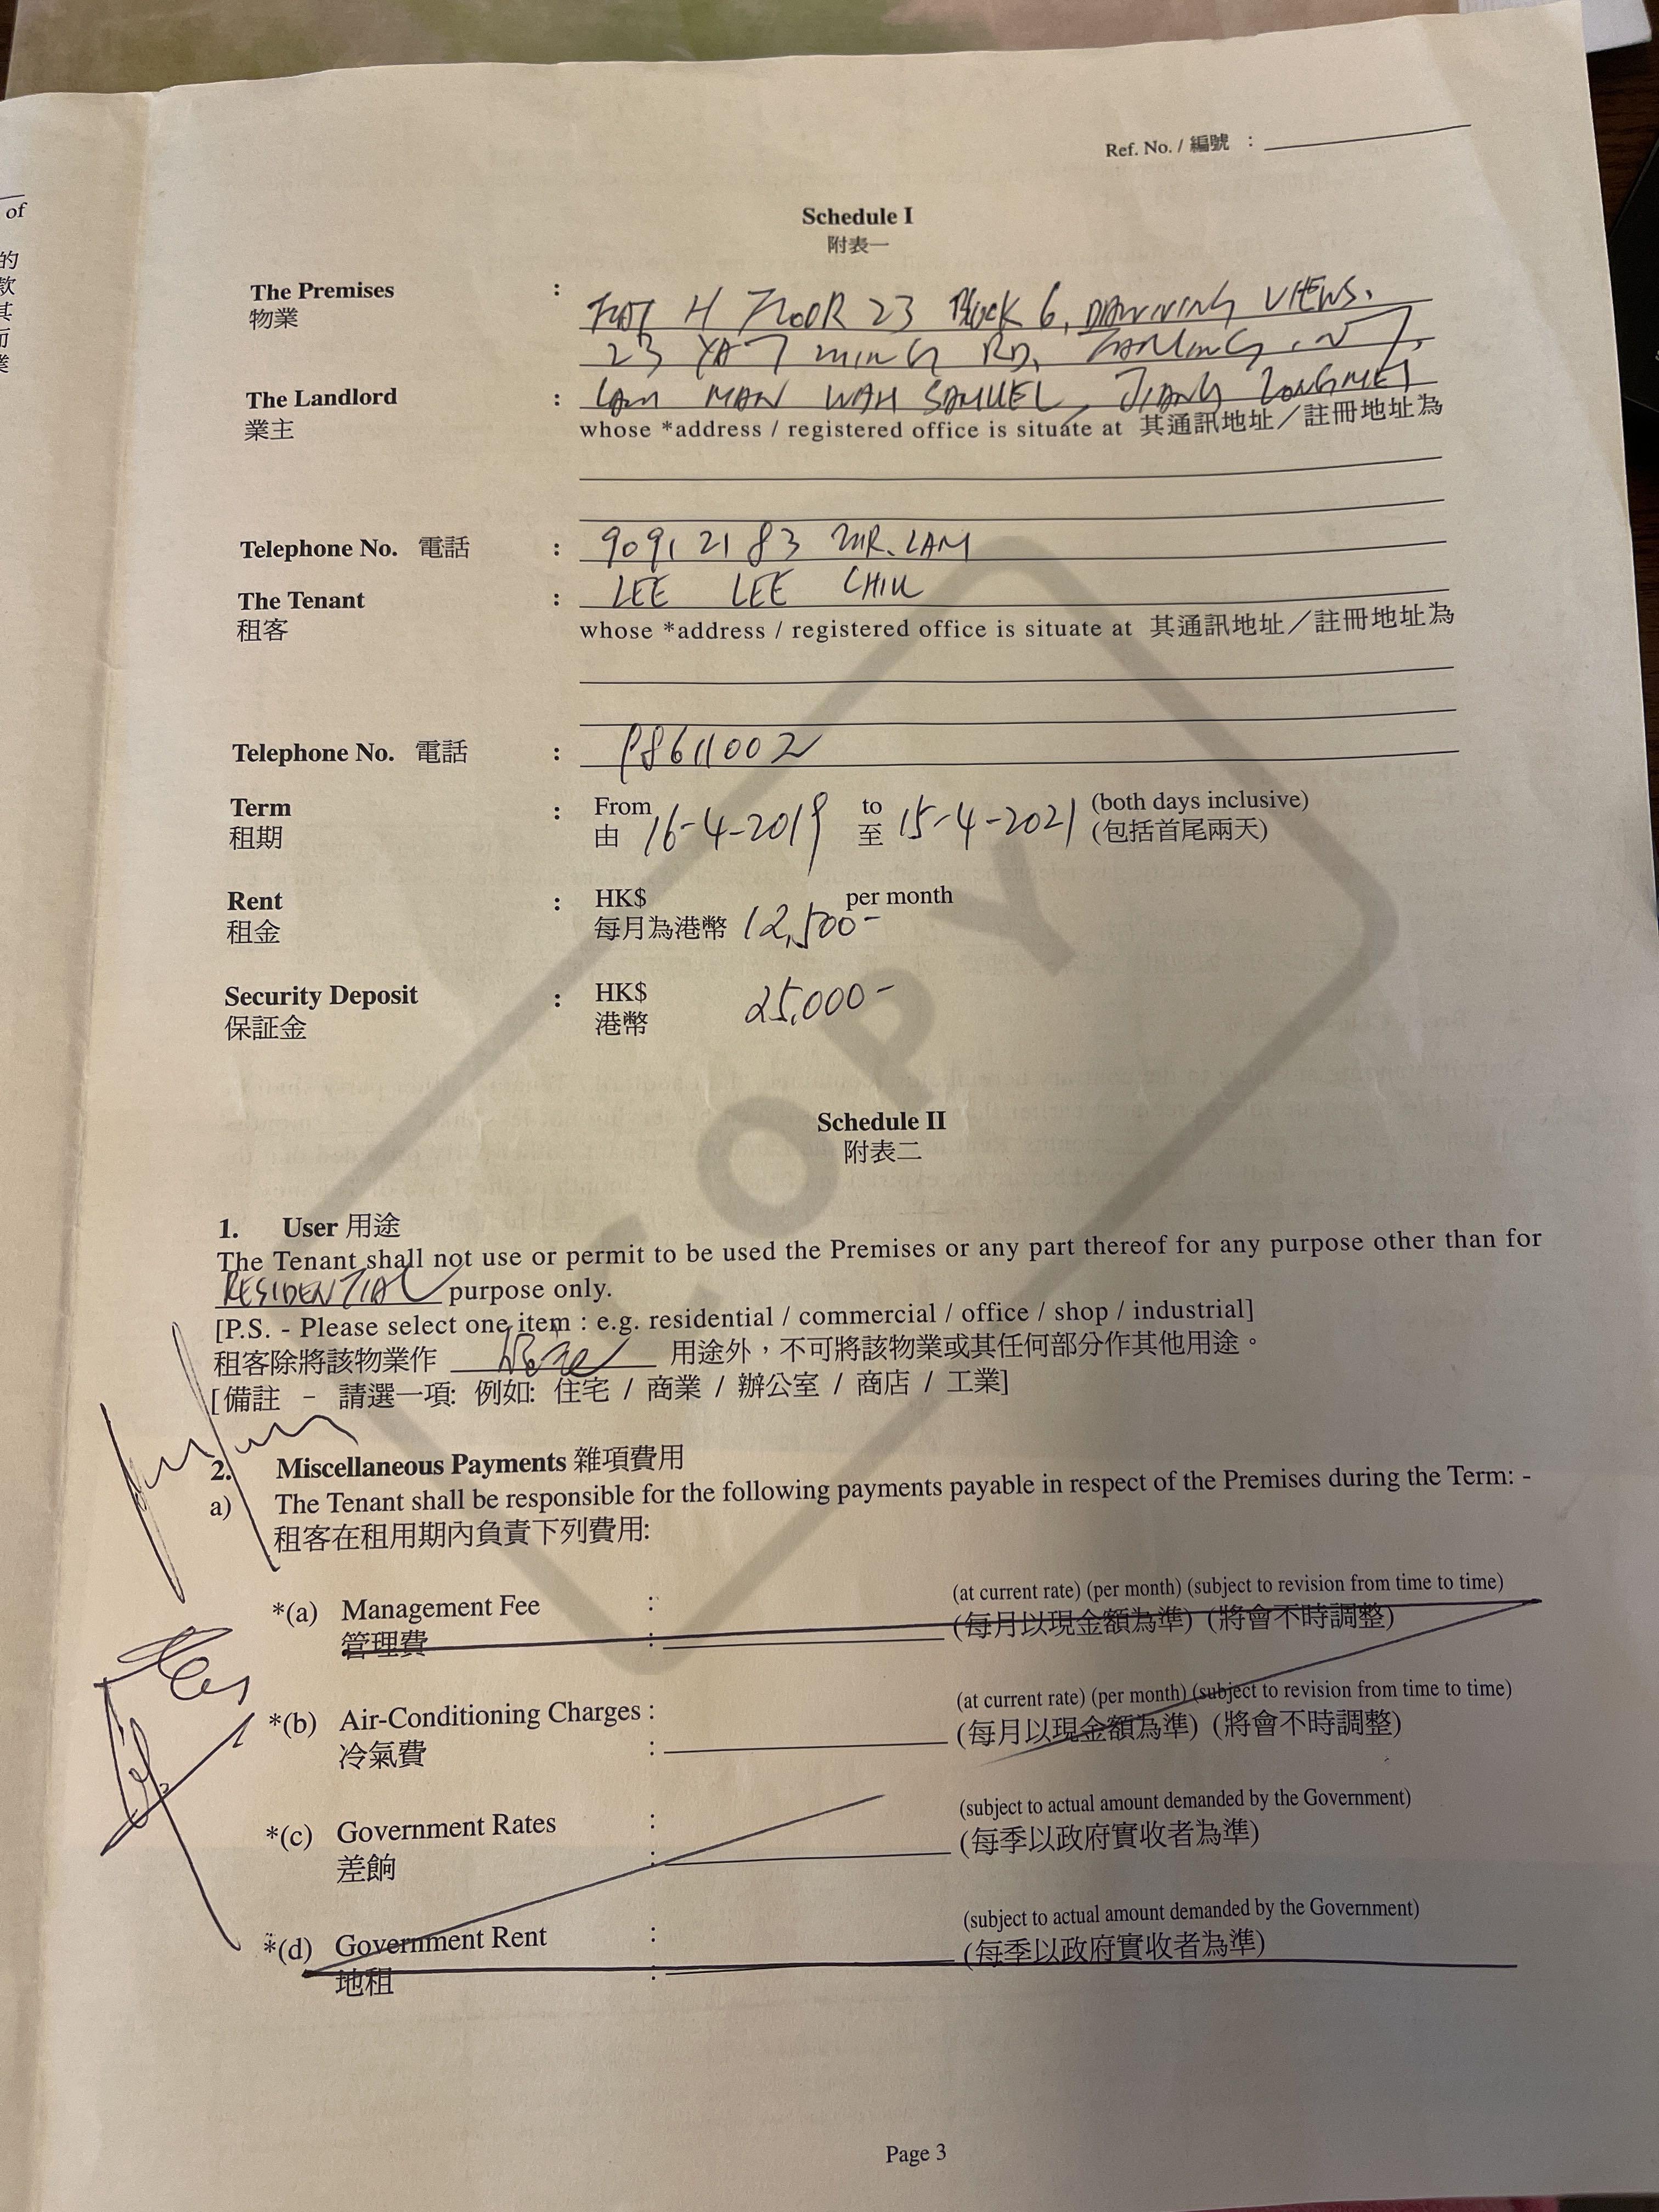 of
的
款
其
業
Ref. No. / 編號 :
Schedule I
附表一
The Premises : FLAT H FLOOR 23 BLOCK 6, DAWNING VIEWS.
物業 23 YAT MING RD, FANLING, NT,
The Landlord : LAM MAN WAH SAMUEL, JIANG ZONGMEI
業主 whose *address / registered office is situate at 其通訊地址／註冊地址為
Telephone No. 電話 : 9091 2183 MR. LAM
The Tenant : LEE LEE CHIU
租客 whose *address / registered office is situate at 其通訊地址／註冊地址為
Telephone No. 電話 : 98611002
Term : From 16-4-2019 to 15-4-2021 (both days inclusive)
租期 由 至 (包括首尾兩天)
Rent : HK$ per month
租金 每月為港幣 12,500-
Security Deposit : HK$ 25,000-
保証金 港幣
COPY
Schedule II
附表二
1. User 用途
The Tenant shall not use or permit to be used the Premises or any part thereof for any purpose other than for
RESIDENTIAL purpose only.
[P.S. - Please select one item : e.g. residential / commercial / office / shop / industrial]
租客除將該物業作 用途外，不可將該物業或其任何部分作其他用途。
[備註 - 請選一項: 例如: 住宅 / 商業 / 辦公室 / 商店 / 工業]
2. Miscellaneous Payments 雜項費用
a) The Tenant shall be responsible for the following payments payable in respect of the Premises during the Term: -
租客在租用期內負責下列費用:
*(a) Management Fee : (at current rate) (per month) (subject to revision from time to time)
管理費 : (每月以現金額為準) (將會不時調整)
*(b) Air-Conditioning Charges : (at current rate) (per month) (subject to revision from time to time)
冷氣費 : (每月以現金額為準) (將會不時調整)
*(c) Government Rates : (subject to actual amount demanded by the Government)
差餉 : (每季以政府實收者為準)
*(d) Government Rent : (subject to actual amount demanded by the Government)
地租 : (每季以政府實收者為準)
Page 3